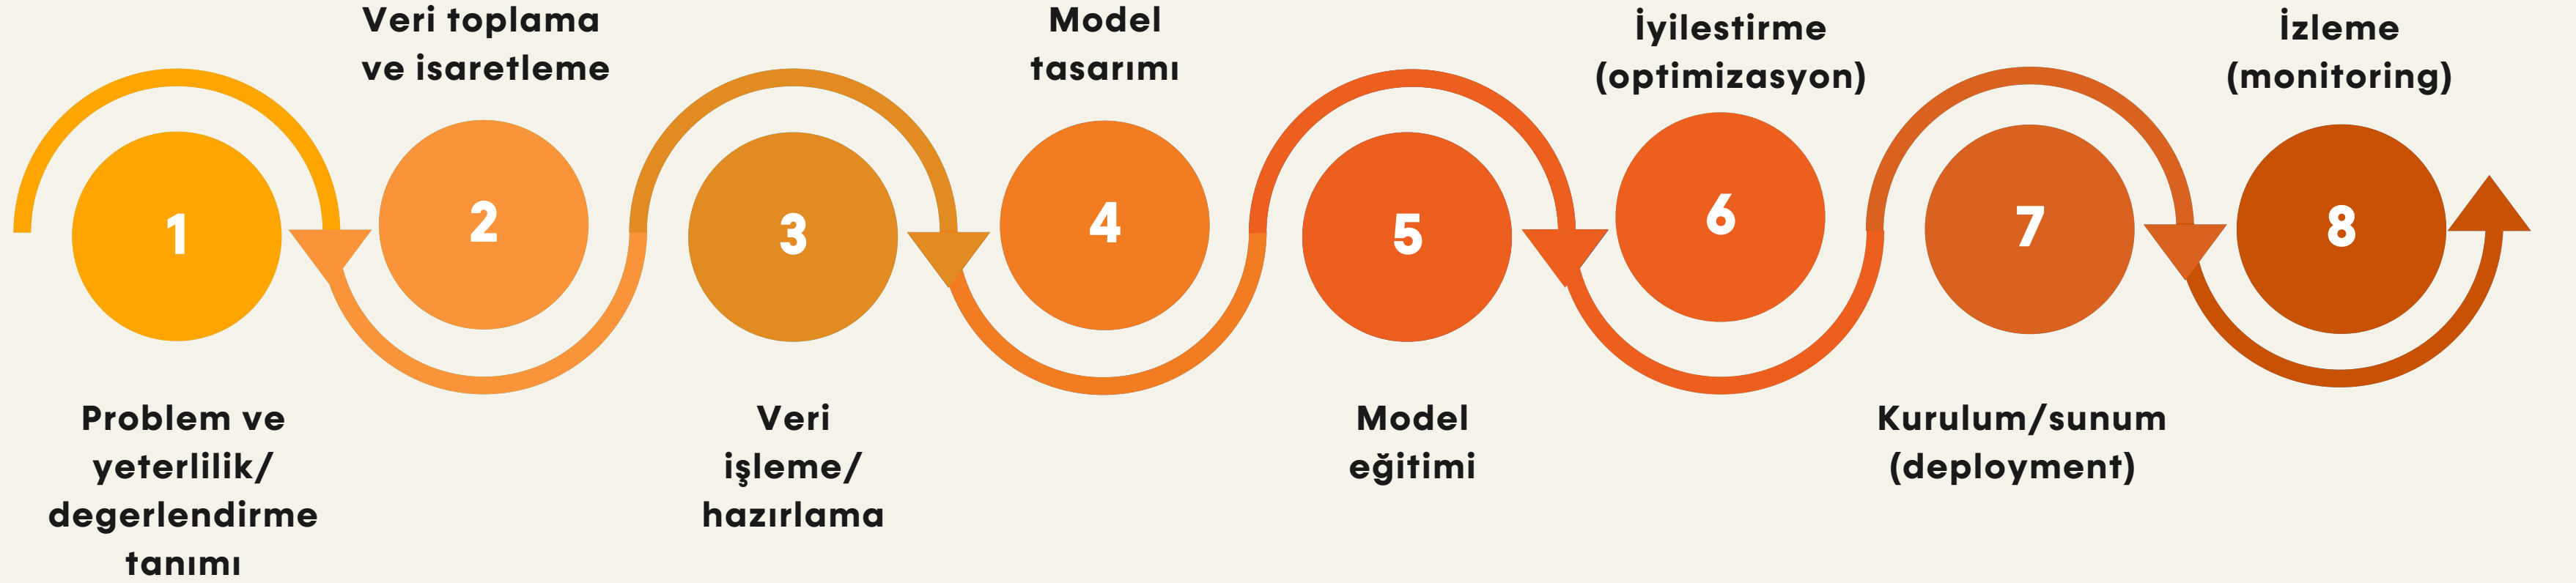 1
Problem ve
yeterlilik/
degerlendirme
tanımı
Veri toplama
ve isaretleme
2
3
Veri
işleme/
hazırlama
Model
tasarımı
4
5
Model
eğitimi
İyilestirme
(optimizasyon)
6
7
Kurulum/sunum
(deployment)
İzleme
(monitoring)
8